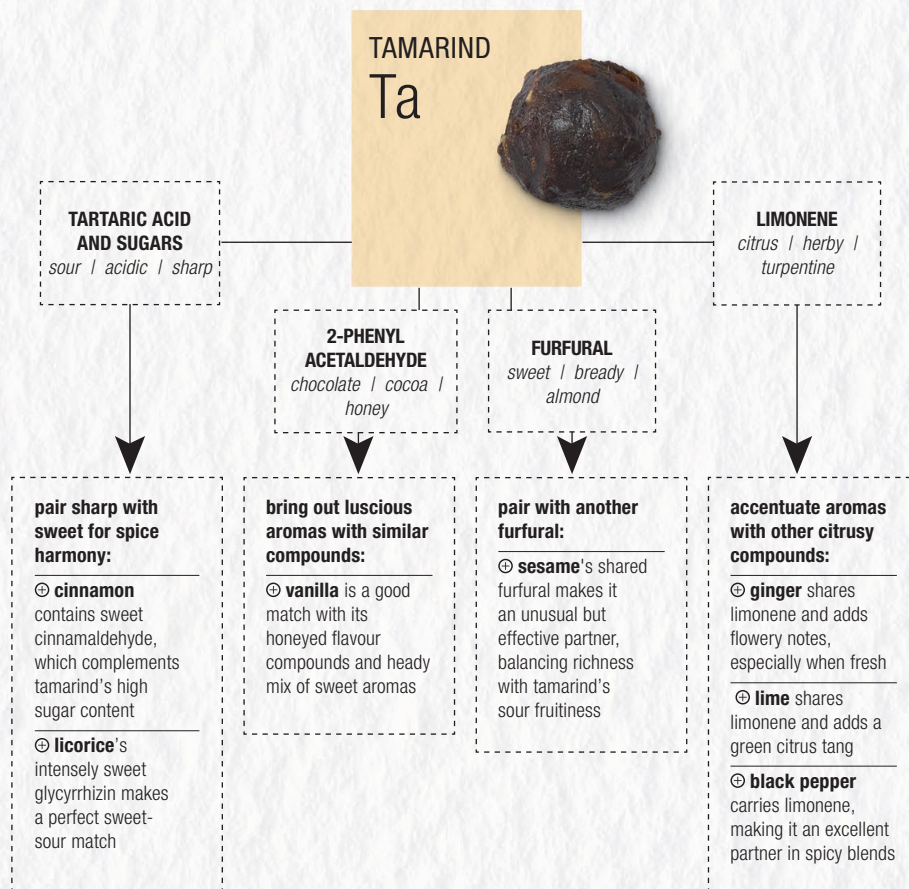 TAMARIND
Ta
TARTARIC ACID
AND SUGARS
sour | acidic | sharp
2-PHENYL
ACETALDEHYDE
chocolate | cocoa |
honey
FURFURAL
sweet | bready |
almond
LIMONENE
citrus | herby |
turpentine
pair sharp with
sweet for spice
harmony:
⊕ cinnamon
contains sweet
cinnamaldehyde,
which complements
tamarind's high
sugar content
⊕ licorice's
intensely sweet
glycyrrhizin makes
a perfect sweet-
sour match
bring out luscious
aromas with similar
compounds:
⊕ vanilla is a good
match with its
honeyed flavour
compounds and heady
mix of sweet aromas
pair with another
furfural:
⊕ sesame's shared
furfural makes it
an unusual but
effective partner,
balancing richness
with tamarind's
sour fruitiness
accentuate aromas
with other citrusy
compounds:
⊕ ginger shares
limonene and adds
flowery notes,
especially when fresh
⊕ lime shares
limonene and adds a
green citrus tang
⊕ black pepper
carries limonene,
making it an excellent
partner in spicy blends